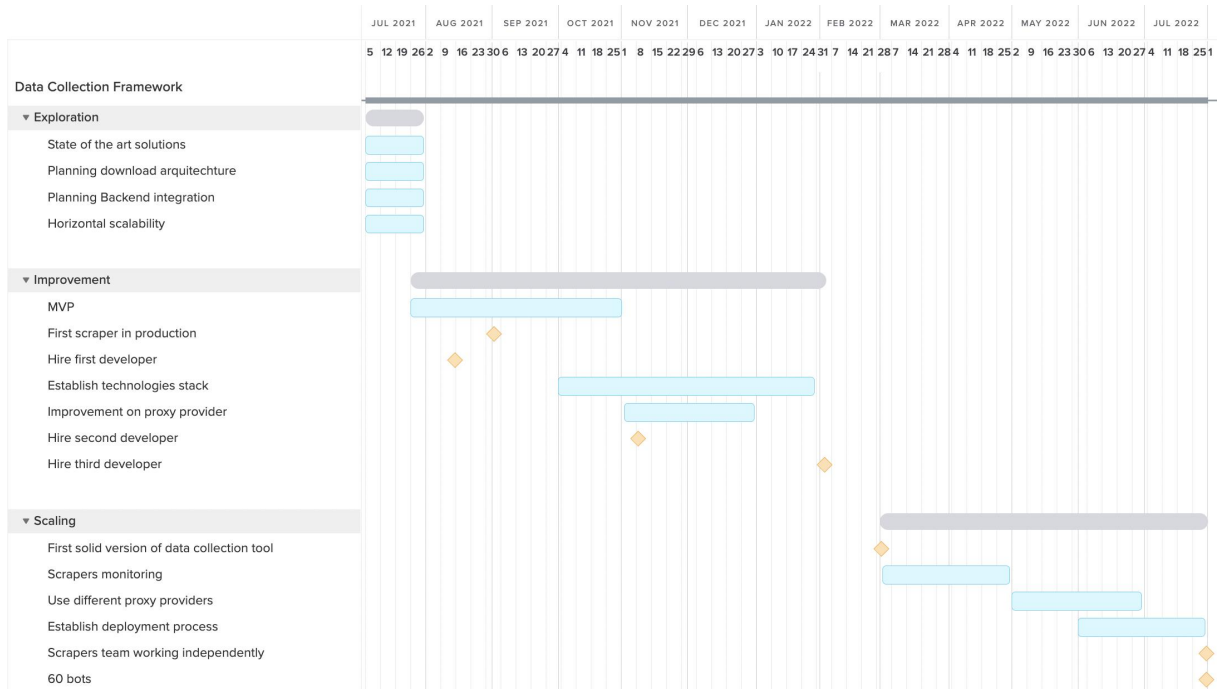 JUL 2021 AUG 2021 SEP 2021 OCT 2021 NOV 2021 DEC 2021 JAN 2022 FEB 2022 MAR 2022 APR 2022 MAY 2022 JUN 2022 JUL 2022
5 12 19 26 2 9 16 23 30 6 13 20 27 4 11 18 25 1 8 15 22 29 6 13 20 27 3 10 17 24 31 7 14 21 28 7 14 21 28 4 11 18 25 2 9 16 23 30 6 13 20 27 4 11 18 25 1
Data Collection Framework
Exploration
State of the art solutions
Planning download arquitechture
Planning Backend integration
Horizontal scalability
Improvement
MVP
First scraper in production
Hire first developer
Establish technologies stack
Improvement on proxy provider
Hire second developer
Hire third developer
Scaling
First solid version of data collection tool
Scrapers monitoring
Use different proxy providers
Establish deployment process
Scrapers team working independently
60 bots